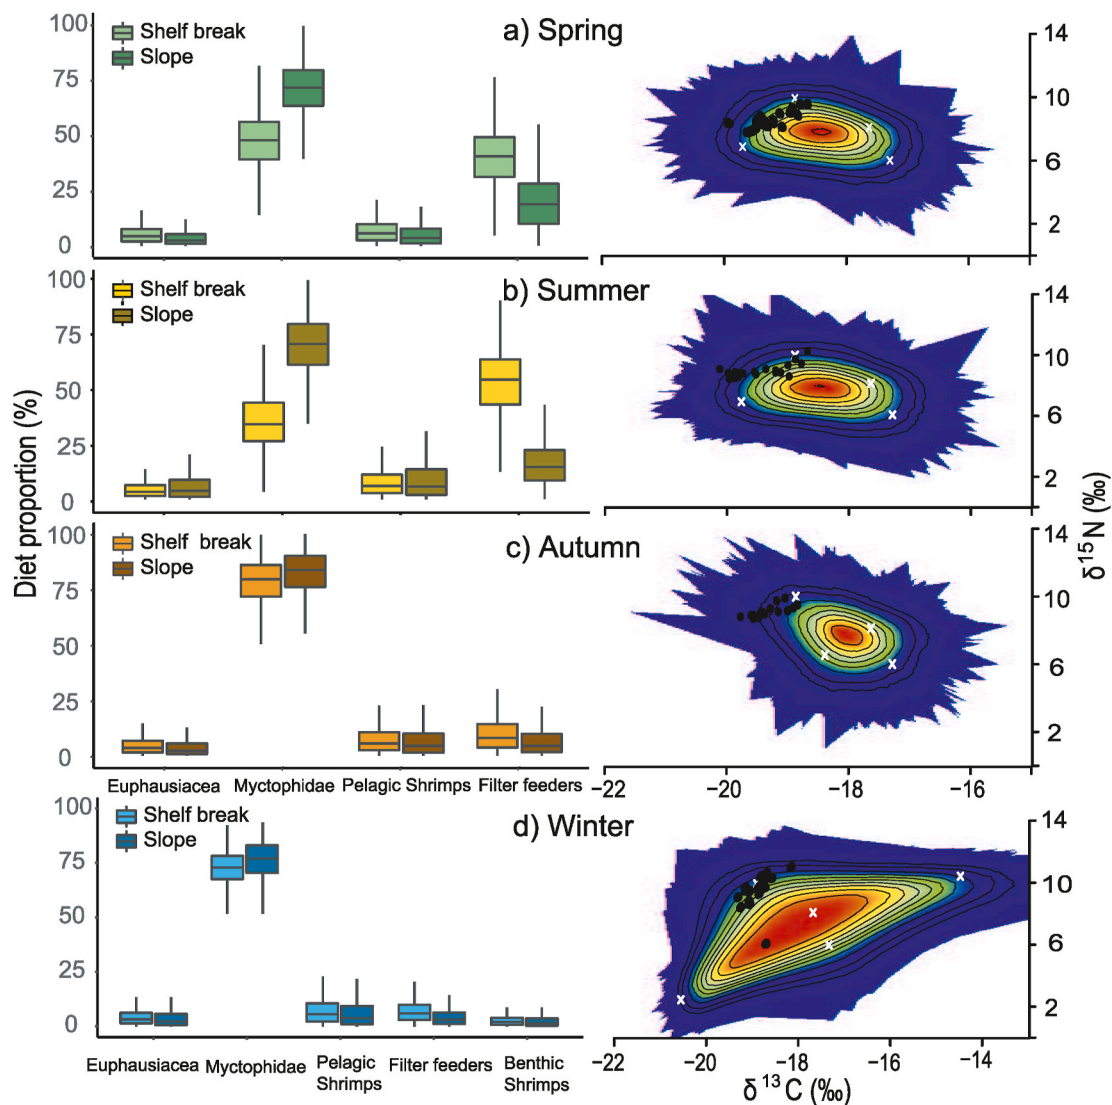 a) Spring
Shelf break
Slope
100
75
50
25
0
14
10
6
2
−22
−20
−18
−16
b) Summer
Shelf break
Slope
100
75
50
25
0
14
10
6
2
Diet proportion (%)
δ¹⁵N (‰)
c) Autumn
Shelf break
Slope
100
75
50
25
0
14
10
6
2
Euphausiacea
Myctophidae
Pelagic Shrimps
Filter feeders
−22
−20
−18
−16
d) Winter
Shelf break
Slope
100
75
50
25
0
14
10
6
2
Euphausiacea
Myctophidae
Pelagic
Shrimps
Filter feeders
Benthic
Shrimps
−22
−20
−18
−16
−14
δ¹³C (‰)